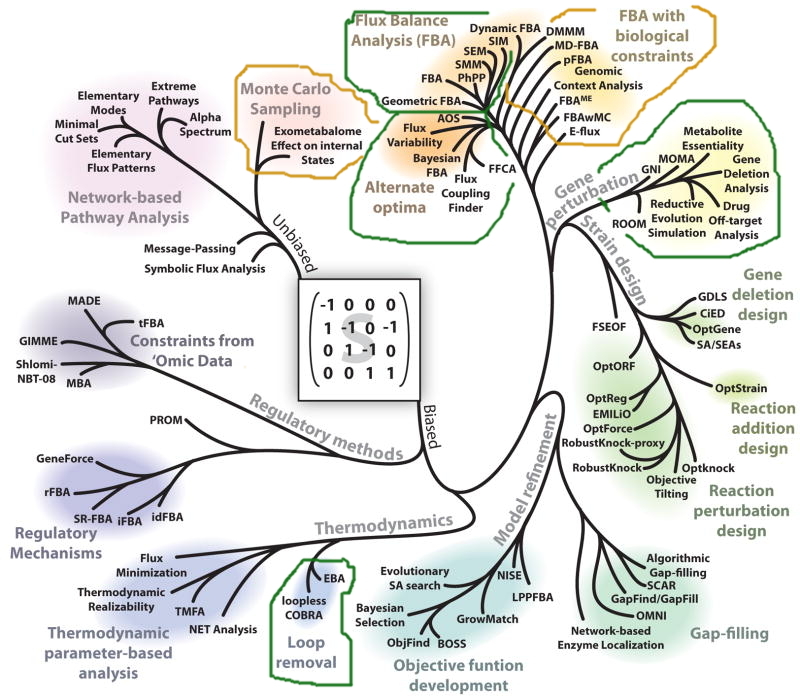 Flux Balance
Analysis (FBA)
Dynamic FBA
SIM
SEM
SMM
PhPP
FBA
Geometric FBA
DMMM
MD-FBA
pFBA
Genomic
Context Analysis
FBAME
FBAwMC
E-flux
FBA with
biological
constraints
AOS
Flux
Variability
Bayesian
FBA
Flux
Coupling
Finder
FFCA
Alternate
optima
Monte Carlo
Sampling
Exometabalome
Effect on internal
States
Extreme
Pathways
Elementary
Modes
Alpha
Spectrum
Minimal
Cut Sets
Elementary
Flux Patterns
Network-based
Pathway Analysis
Unbiased
Message-Passing
Symbolic Flux Analysis
Gene
perturbation
GNI
MOMA
Metabolite
Essentiality
Gene
Deletion
Analysis
Drug
Off-target
Analysis
Reductive
Evolution
Simulation
ROOM
Strain design
FSEOF
Gene
deletion
design
GDLS
CiED
OptGene
SA/SEAs
OptStrain
Reaction
addition
design
OptORF
OptReg
EMILiO
OptForce
RobustKnock-proxy
RobustKnock
Objective
Tilting
Optknock
Reaction
perturbation
design
S
-1 0 0 0
1 -1 0 -1
0 1 -1 0
0 0 1 1
Biased
MADE
tFBA
GIMME
Shlomi-
NBT-08
MBA
Constraints from
'Omic Data
Regulatory methods
PROM
GeneForce
rFBA
SR-FBA
iFBA
idFBA
Regulatory
Mechanisms
Thermodynamics
Flux
Minimization
Thermodynamic
Realizability
TMFA
NET Analysis
Thermodynamic
parameter-based
analysis
EBA
loopless
COBRA
Loop
removal
Model refinement
Evolutionary
SA search
Bayesian
Selection
ObjFind
BOSS
GrowMatch
NISE
LPPFBA
Objective funtion
development
Algorithmic
Gap-filling
SCAR
GapFind/GapFill
OMNI
Network-based
Enzyme Localization
Gap-filling